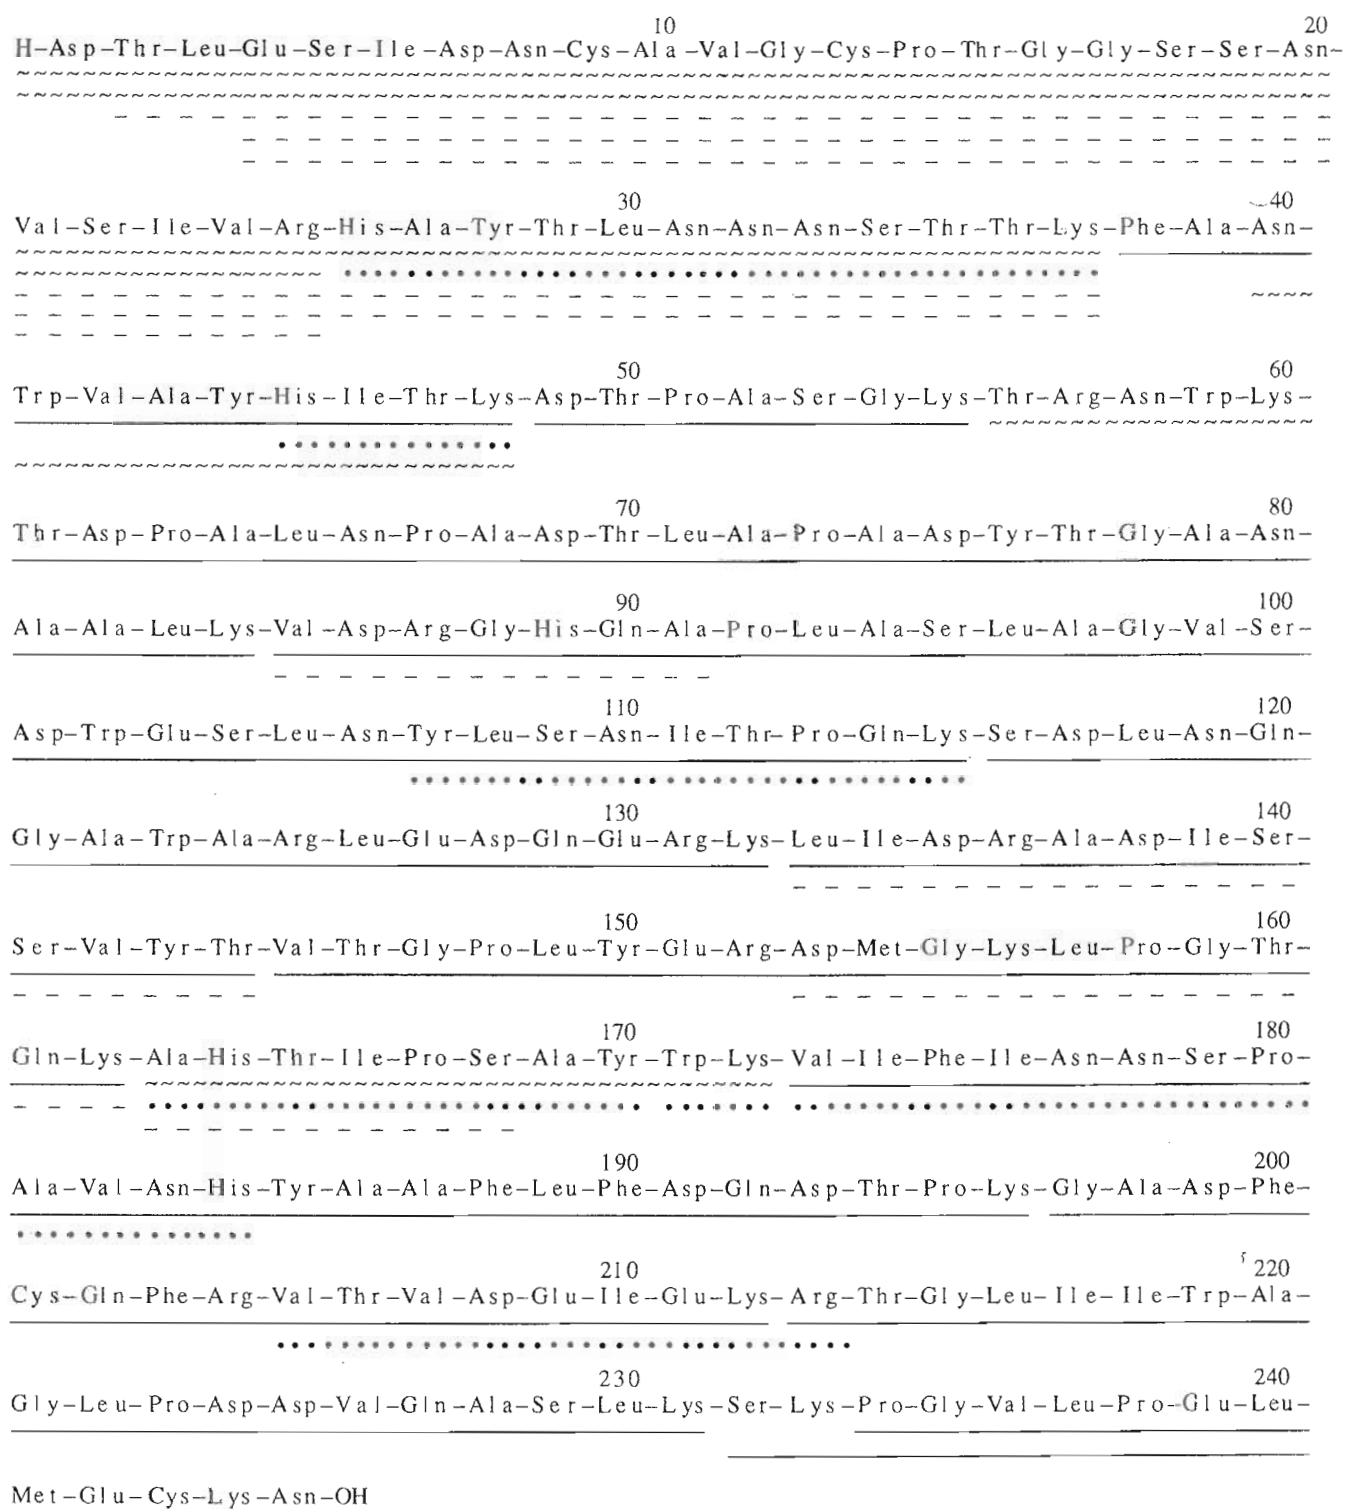 10 20
H-Asp-Thr-Leu-Glu-Ser-Ile-Asp-Asn-Cys-Ala-Val-Gly-Cys-Pro-Thr-Gly-Gly-Ser-Ser-Asn-
30 40
Val-Ser-Ile-Val-Arg-His-Ala-Tyr-Thr-Leu-Asn-Asn-Asn-Ser-Thr-Thr-Lys-Phe-Ala-Asn-
50 60
Trp-Val-Ala-Tyr-His-Ile-Thr-Lys-Asp-Thr-Pro-Ala-Ser-Gly-Lys-Thr-Arg-Asn-Trp-Lys-
70 80
Thr-Asp-Pro-Ala-Leu-Asn-Pro-Ala-Asp-Thr-Leu-Ala-Pro-Ala-Asp-Tyr-Thr-Gly-Ala-Asn-
90 100
Ala-Ala-Leu-Lys-Val-Asp-Arg-Gly-His-Gln-Ala-Pro-Leu-Ala-Ser-Leu-Ala-Gly-Val-Ser-
110 120
Asp-Trp-Glu-Ser-Leu-Asn-Tyr-Leu-Ser-Asn-Ile-Thr-Pro-Gln-Lys-Ser-Asp-Leu-Asn-Gln-
130 140
Gly-Ala-Trp-Ala-Arg-Leu-Glu-Asp-Gln-Glu-Arg-Lys-Leu-Ile-Asp-Arg-Ala-Asp-Ile-Ser-
150 160
Ser-Val-Tyr-Thr-Val-Thr-Gly-Pro-Leu-Tyr-Glu-Arg-Asp-Met-Gly-Lys-Leu-Pro-Gly-Thr-
170 180
Gln-Lys-Ala-His-Thr-Ile-Pro-Ser-Ala-Tyr-Trp-Lys-Val-Ile-Phe-Ile-Asn-Asn-Ser-Pro-
190 200
Ala-Val-Asn-His-Tyr-Ala-Ala-Phe-Leu-Phe-Asp-Gln-Asp-Thr-Pro-Lys-Gly-Ala-Asp-Phe-
210 220
Cys-Gln-Phe-Arg-Val-Thr-Val-Asp-Glu-Ile-Glu-Lys-Arg-Thr-Gly-Leu-Ile-Ile-Trp-Ala-
230 240
Gly-Leu-Pro-Asp-Asp-Val-Gln-Ala-Ser-Leu-Lys-Ser-Lys-Pro-Gly-Val-Leu-Pro-Glu-Leu-
Met-Glu-Cys-Lys-Asn-OH